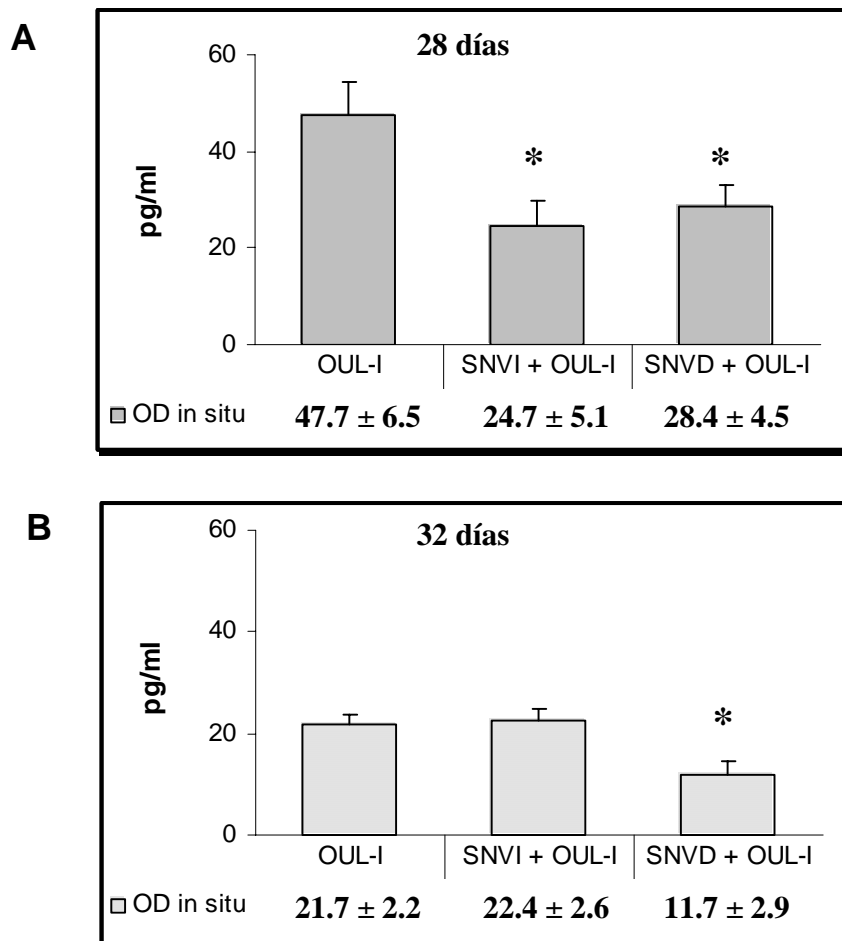 A
28 días
60
40
20
0
pg/ml
* *
OUL-I SNVI + OUL-I SNVD + OUL-I
OD in situ 47.7 ± 6.5 24.7 ± 5.1 28.4 ± 4.5
B
32 días
60
40
20
0
pg/ml
*
OUL-I SNVI + OUL-I SNVD + OUL-I
OD in situ 21.7 ± 2.2 22.4 ± 2.6 11.7 ± 2.9